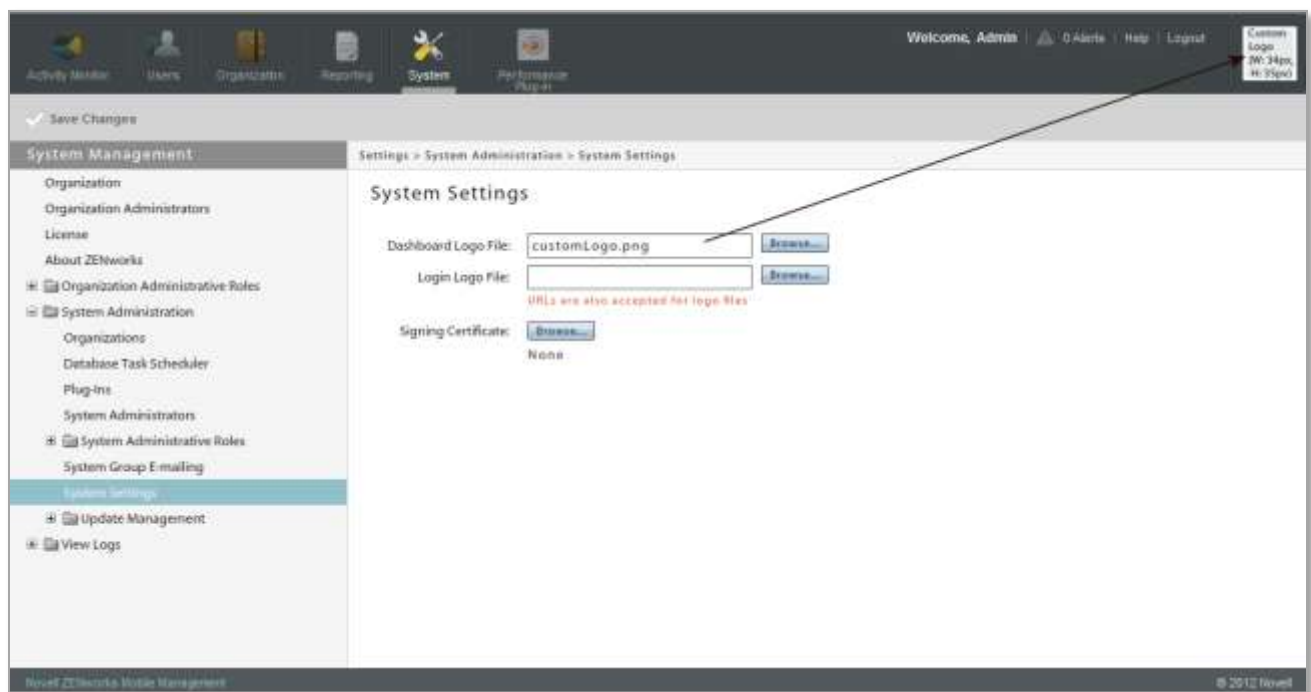 Welcome, Admin | 0 Alerts | Help | Logout
Custom
Logo
(W: 34px,
H: 35px)
Activity Monitor
Users
Organization
Reporting
System
Performance
Plug-in
Save Changes
System Management
Settings > System Administration > System Settings
Organization
Organization Administrators
License
About ZENworks
Organization Administrative Roles
System Administration
Organizations
Database Task Scheduler
Plug-Ins
System Administrators
System Administrative Roles
System Group E-mailing
System Settings
Update Management
View Logs
System Settings
Dashboard Logo File: customLogo.png Browse...
Login Logo File: Browse...
URLs are also accepted for logo files
Signing Certificate: Browse...
None
Novell ZENworks Mobile Management
© 2012 Novell